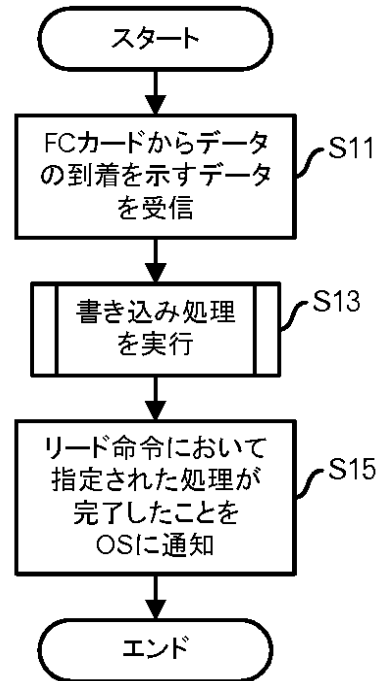 スタート
FCカードからデータ
の到着を示すデータ
を受信
S11
書き込み処理
を実行
S13
リード命令において
指定された処理が
完了したことを
OSに通知
S15
エンド